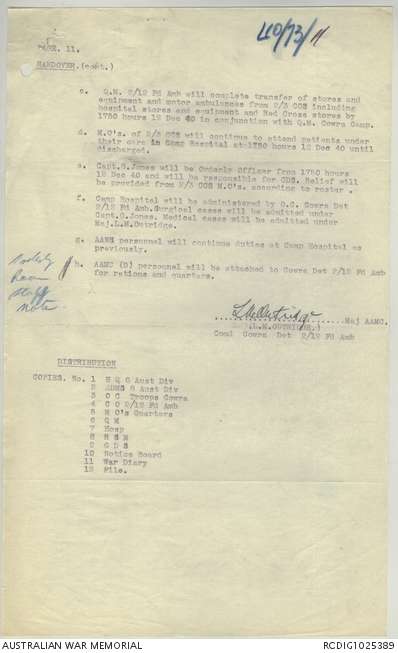 40/73/11
PAGE. 11.
HANDOVER.(cont.)
c. Q.M. 2/12 Fd Amb will complete transfer of stores and
equipment and motor ambulances from 2/3 CCS including
hospital stores and equipment and Red Cross stores by
1750 hours 12 Dec 40 in conjunction with Q.M. Cowra Camp.
d. M.O's. of 2/3 CCS will continue to attend patients under
their care in Camp Hospital at 1750 hours 12 Dec 40 until
discharged.
e. Capt.G.Jones will be Orderly Officer from 1750 hours
12 Dec 40 and will be responsible for CDS. Relief will
be provided from 2/3 CCS M.O's. according to roster.
f. Camp Hospital will be administered by O.C. Cowra Det
2/12 Fd Amb.Surgical cases will be admitted under
Capt.G.Jones. Medical cases will be admitted under
Maj.L.M.Outridge.
g. AANS personnel will continue duties at Camp Hospital as
previously.
h. AAMC (D) personnel will be attached to Cowra Det 2/12 Fd Amb
for rations and quarters.
Staff
note
L M Outridge
Maj AAMC.
(L.M.OUTRIDGE.)
Comd Cowra Det 2/12 Fd Amb
DISTRIBUTION
COPIES. No. 1 H Q 8 Aust Div
2 ADMS 8 Aust Div
3 O C Troops Cowra
4 C O 2/12 Fd Amb
5 M O's Quarters
6 Q M
7 Hosp
8 R S M
9 C D S
10 Notice Board
11 War Diary
12 File.
AUSTRALIAN WAR MEMORIAL
RCDIG1025389